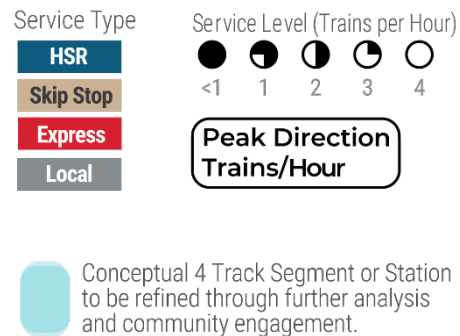 Service Type
HSR
Skip Stop
Express
Local
Service Level (Trains per Hour)
<1 1 2 3 4
Peak Direction
Trains/Hour
Conceptual 4 Track Segment or Station
to be refined through further analysis
and community engagement.